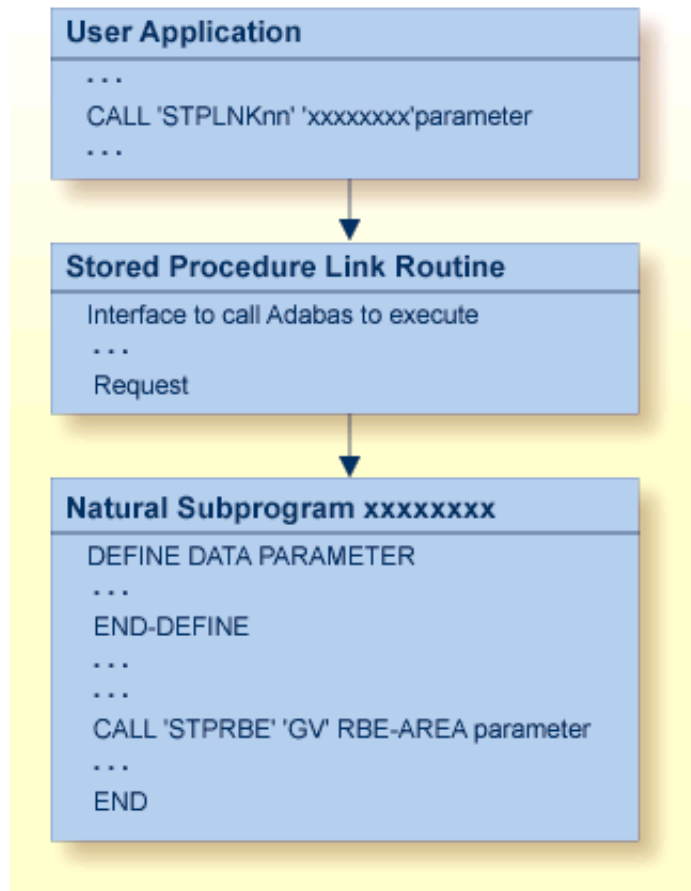 User Application
. . .
CALL 'STPLNKnn' 'xxxxxxxx'parameter
. . .
Stored Procedure Link Routine
Interface to call Adabas to execute
. . .
Request
Natural Subprogram xxxxxxxx
DEFINE DATA PARAMETER
. . .
END-DEFINE
. . .
. . .
CALL 'STPRBE' 'GV' RBE-AREA parameter
. . .
END